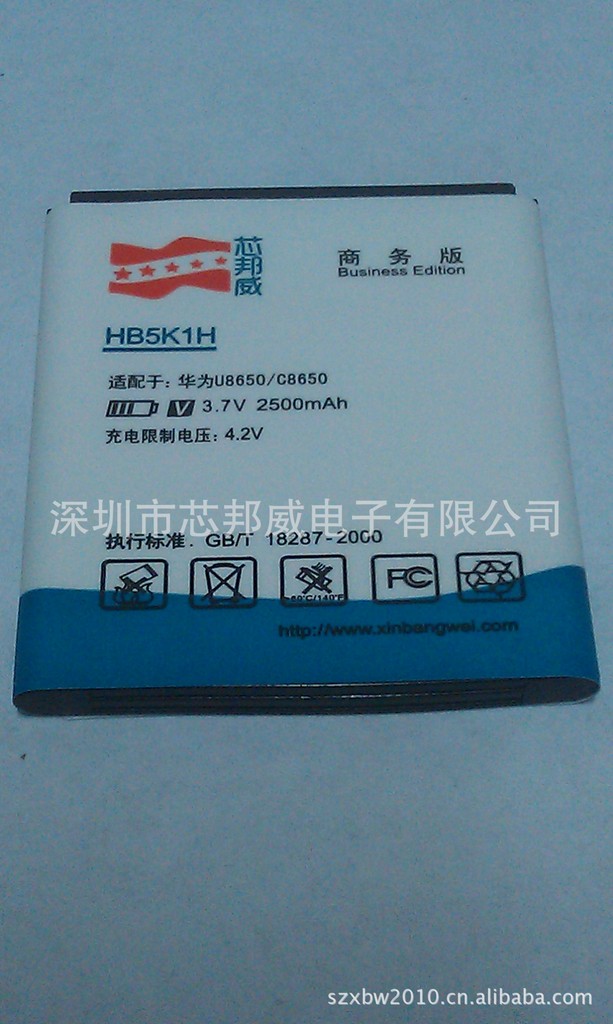 芯邦威
商务版
Business Edition
HB5K1H
适配于: 华为U8650/C8650
V 3.7V 2500mAh
充电限制电压: 4.2V
深圳市芯邦威电子有限公司
执行标准. GB/T 18287-2000
60°C/140°F FC
http://www.xinbangwei.com
szxbw2010.cn.alibaba.com